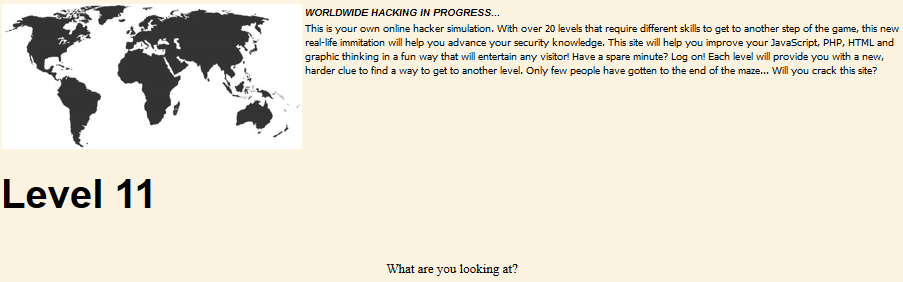 WORLDWIDE HACKING IN PROGRESS...
This is your own online hacker simulation. With over 20 levels that require different skills to get to another step of the game, this new
real-life immitation will help you advance your security knowledge. This site will help you improve your JavaScript, PHP, HTML and
graphic thinking in a fun way that will entertain any visitor! Have a spare minute? Log on! Each level will provide you with a new,
harder clue to find a way to get to another level. Only few people have gotten to the end of the maze... Will you crack this site?
Level 11
What are you looking at?